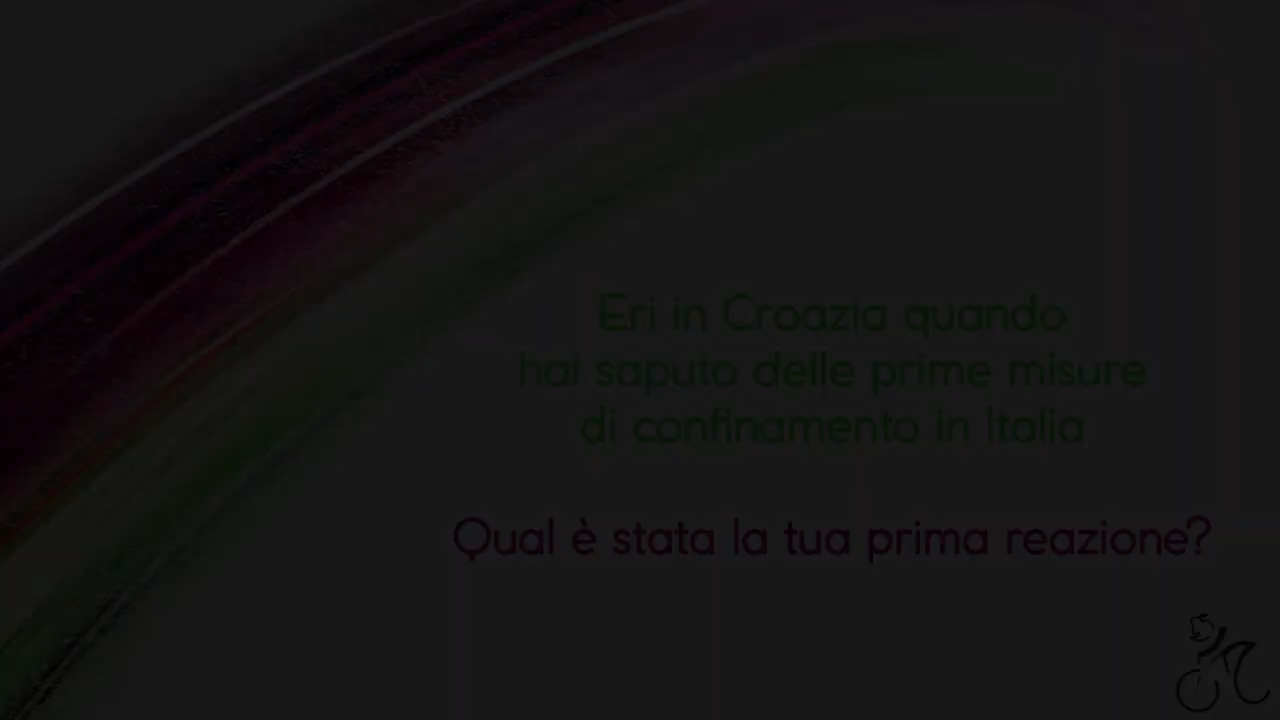 Eri in Croazia quando
hai saputo delle prime misure
di confinamento in Italia
Qual è stata la tua prima reazione?